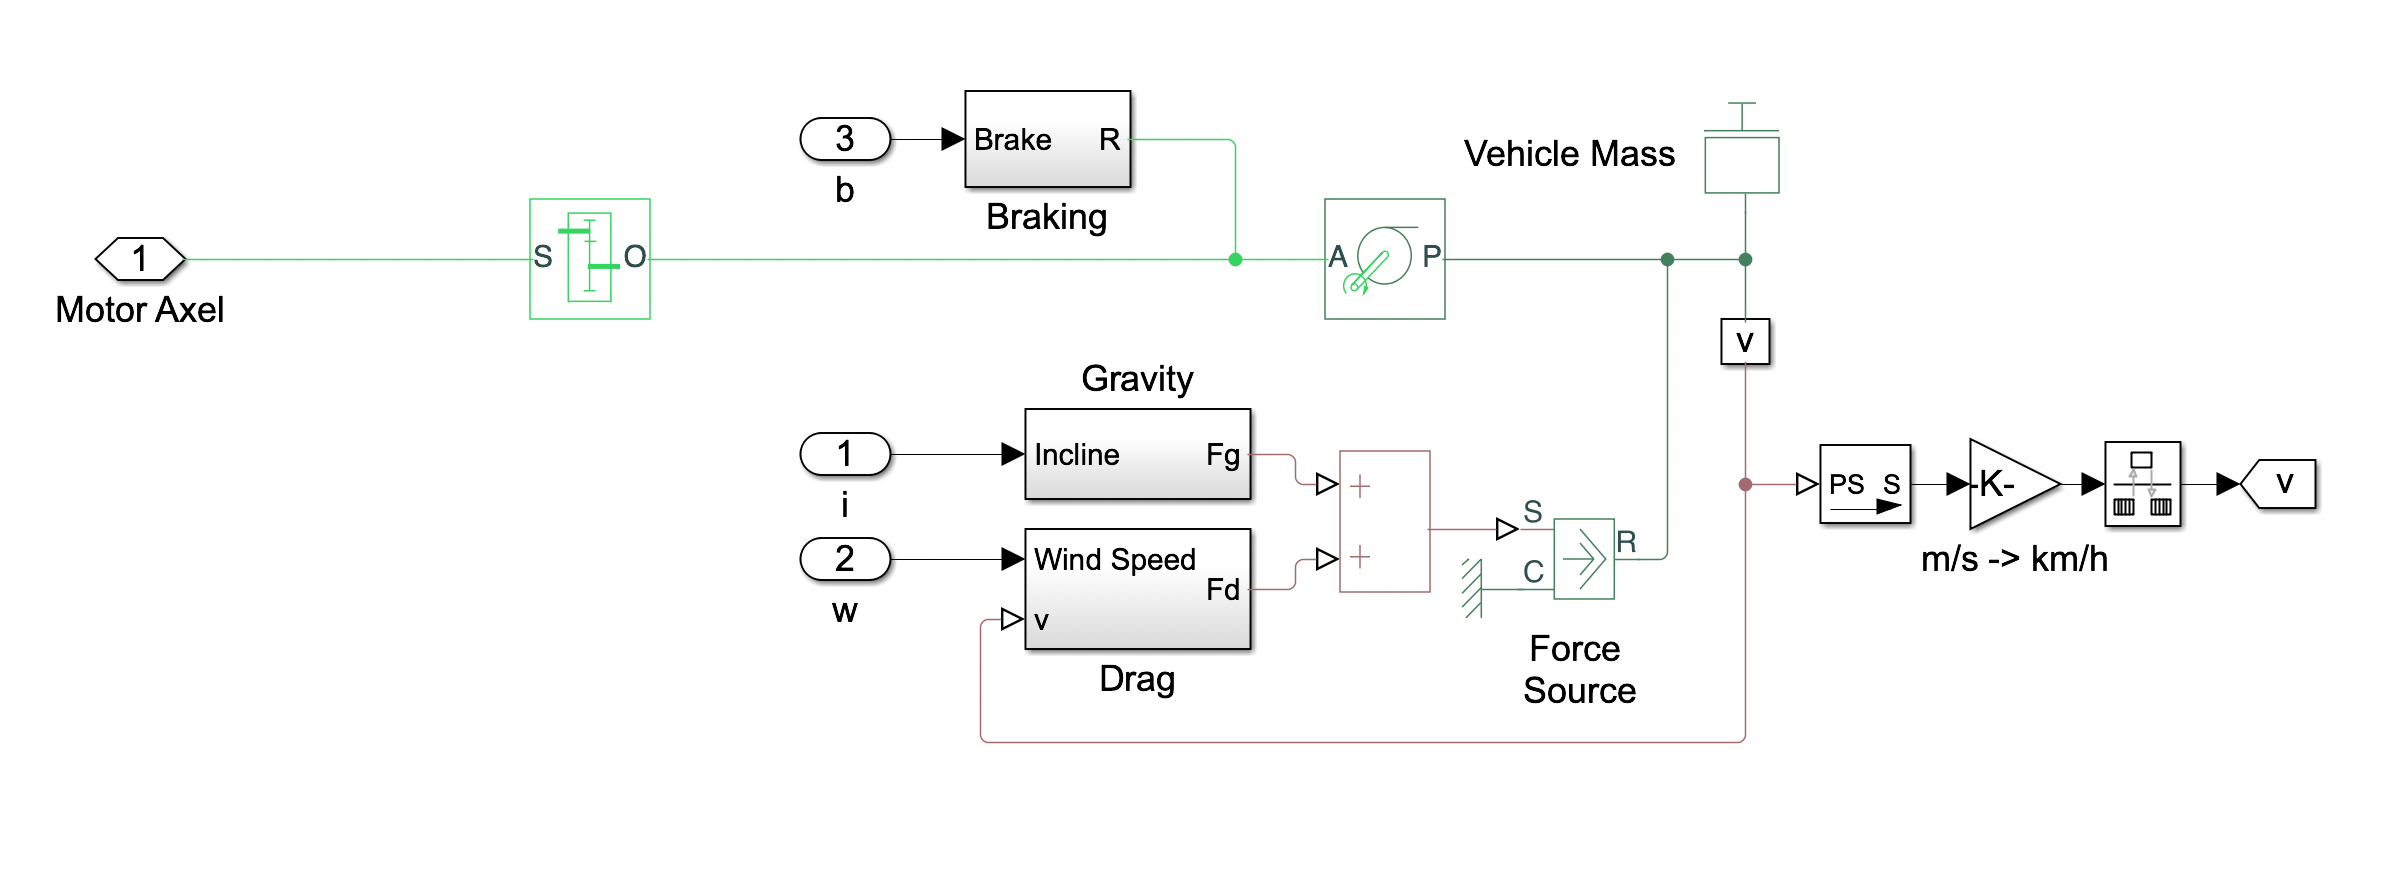 3
Brake R
b
Braking
Vehicle Mass
1
Motor Axel
S O
A P
v
Gravity
1
Incline Fg
i
+
2
Wind Speed
Fd
v
w
Drag
+
S
C
R
Force
Source
PS S
-K-
m/s -> km/h
v